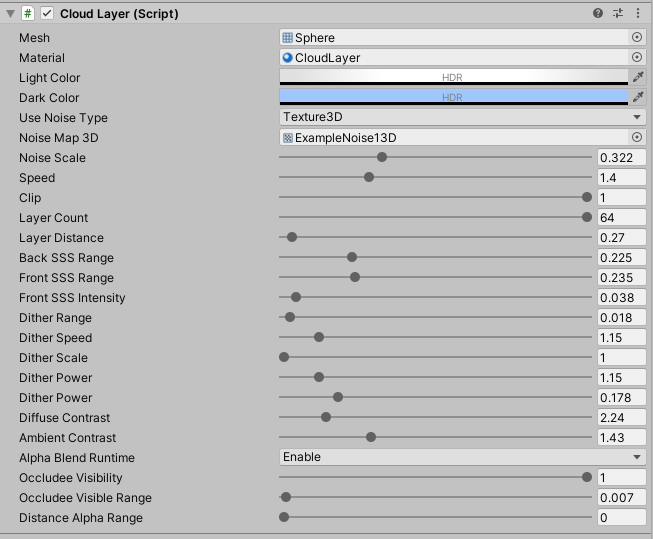 Cloud Layer (Script)
Mesh Sphere
Material CloudLayer
Light Color HDR
Dark Color HDR
Use Noise Type Texture3D
Noise Map 3D ExampleNoise13D
Noise Scale 0.322
Speed 1.4
Clip 1
Layer Count 64
Layer Distance 0.27
Back SSS Range 0.225
Front SSS Range 0.235
Front SSS Intensity 0.038
Dither Range 0.018
Dither Speed 1.15
Dither Scale 1
Dither Power 1.15
Dither Power 0.178
Diffuse Contrast 2.24
Ambient Contrast 1.43
Alpha Blend Runtime Enable
Occludee Visibility 1
Occludee Visible Range 0.007
Distance Alpha Range 0